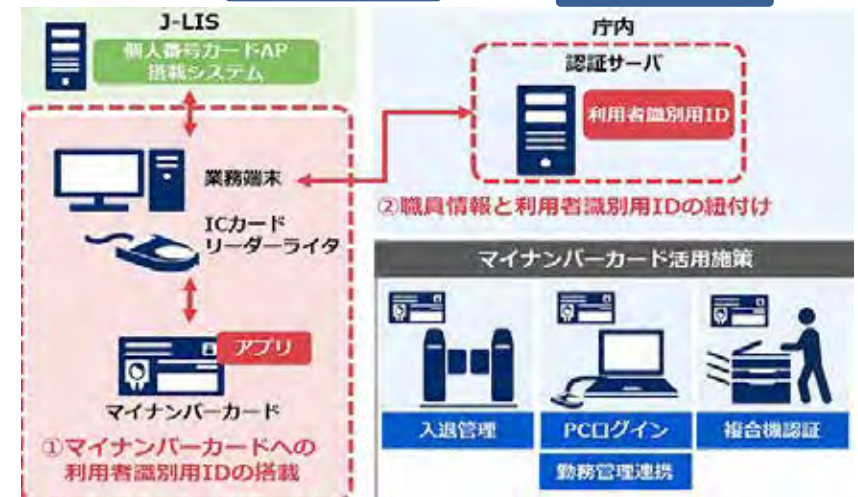 J-LIS
個人番号カードAP
搭載システム
業務端末
ICカード
リーダーライタ
アプリ
マイナンバーカード
①マイナンバーカードへの
利用者識別用IDの搭載
庁内
認証サーバ
利用者識別用ID
②職員情報と利用者識別用IDの紐付け
マイナンバーカード活用施策
入退管理
PCログイン
複合機認証
勤務管理連携